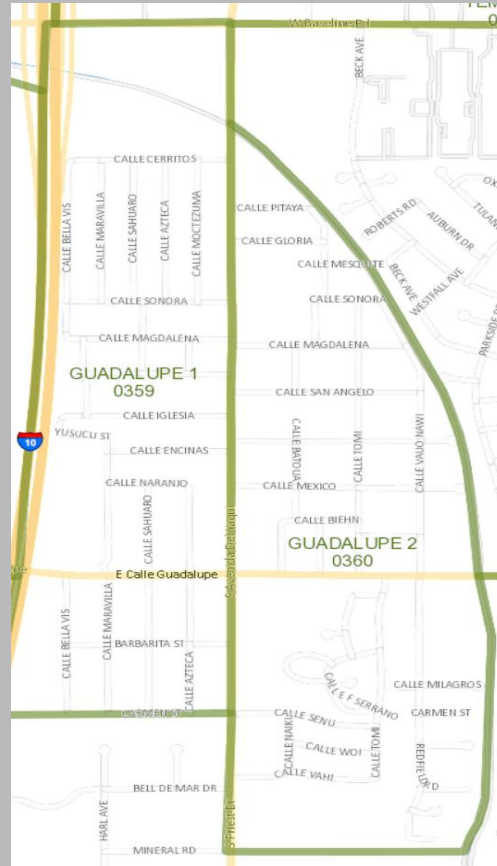 W Baseline Rd
BECK AVE
CALLE CERRITOS
CALLE BELLA VIS
CALLE MARAVILLA
CALLE SAHUARO
CALLE AZTECA
CALLE MOCTEZUMA
CALLE PITAYA
ROBERTS RD
AUBURN DR
CALLE GLORIA
CALLE MESQUITE
BECK AVE
WESTFALL AVE
CALLE SONORA
CALLE SONORA
CALLE MAGDALENA
CALLE MAGDALENA
GUADALUPE 1
0359
CALLE SAN ANGELO
CALLE IGLESIA
YUSUCU ST
10
CALLE ENCINAS
CALLE BATOUA
CALLE TOMI
CALLE VAUO NAWI
CALLE NARANJO
CALLE MEXICO
CALLE SAHUARO
CALLE BIEHN
S Avenida Del Yaqui
GUADALUPE 2
0360
E Calle Guadalupe
CALLE BELLA VIS
CALLE MARAVILLA
BARBARITA ST
CALLE AZTECA
CALLE MILAGROS
CALLE F SERRANO
CARMEN ST
CALLE SENU
CARMEN ST
CALLE NAIKI
CALLE WOI
CALLE TOMI
REDFIELD RD
CALLE VAHI
BELL DE MAR DR
HARL AVE
S Priest Dr
MINERAL RD